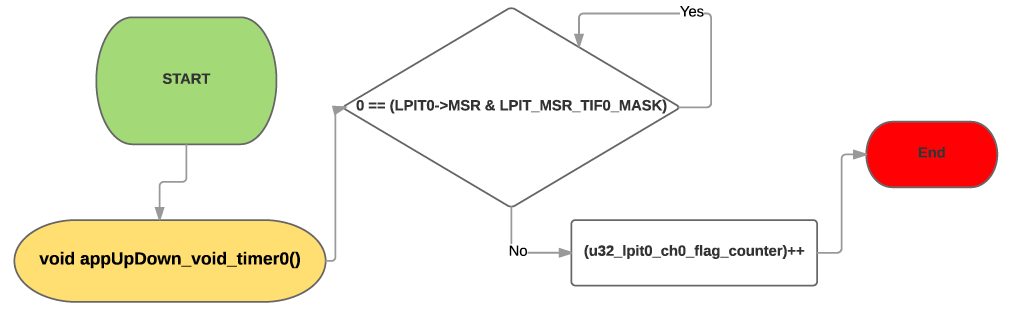 START
void appUpDown_void_timer0()
0 == (LPIT0->MSR & LPIT_MSR_TIF0_MASK)
Yes
No
(u32_lpit0_ch0_flag_counter)++
End